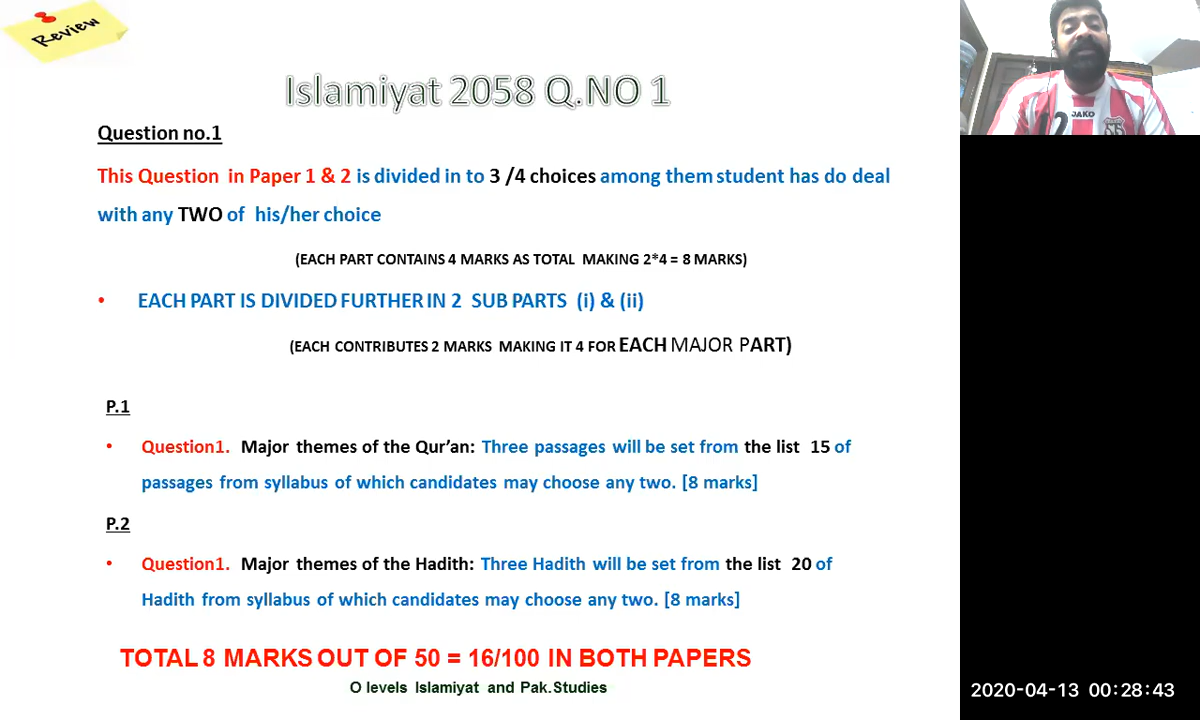 Review
Islamiyat 2058 Q.NO 1
Question no.1
This Question in Paper 1 & 2 is divided in to 3 /4 choices among them student has do deal
with any TWO of his/her choice
(EACH PART CONTAINS 4 MARKS AS TOTAL MAKING 2*4 = 8 MARKS)
• EACH PART IS DIVIDED FURTHER IN 2 SUB PARTS (i) & (ii)
(EACH CONTRIBUTES 2 MARKS MAKING IT 4 FOR EACH MAJOR PART)
P.1
• Question1. Major themes of the Qur’an: Three passages will be set from the list 15 of
passages from syllabus of which candidates may choose any two. [8 marks]
P.2
• Question1. Major themes of the Hadith: Three Hadith will be set from the list 20 of
Hadith from syllabus of which candidates may choose any two. [8 marks]
TOTAL 8 MARKS OUT OF 50 = 16/100 IN BOTH PAPERS
O levels Islamiyat and Pak.Studies
JAKO
12
2020-04-13 00:28:43